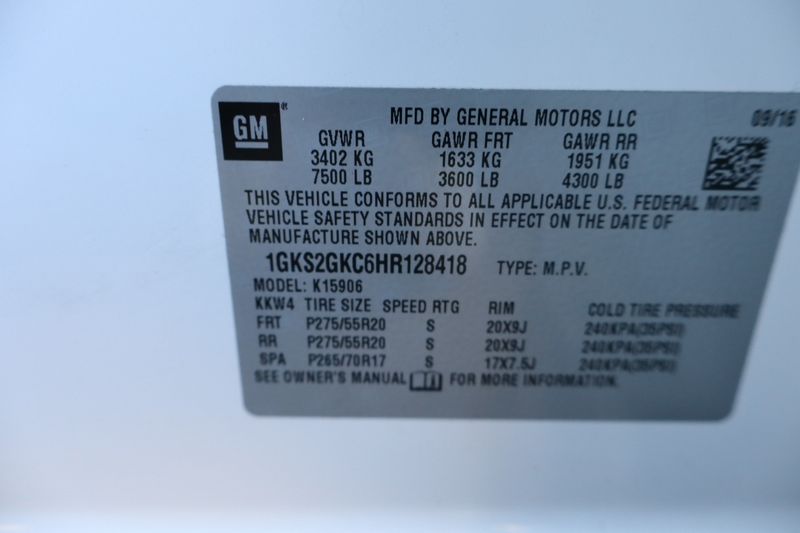 GM ®
MFD BY GENERAL MOTORS LLC 09/16
GVWR GAWR FRT GAWR RR
3402 KG 1633 KG 1951 KG
7500 LB 3600 LB 4300 LB
THIS VEHICLE CONFORMS TO ALL APPLICABLE U.S. FEDERAL MOTOR
VEHICLE SAFETY STANDARDS IN EFFECT ON THE DATE OF
MANUFACTURE SHOWN ABOVE.
1GKS2GKC6HR128418 TYPE: M.P.V.
MODEL: K15906
KKW4 TIRE SIZE SPEED RTG RIM COLD TIRE PRESSURE
FRT P275/55R20 S 20X9J 240KPA(35PSI)
RR P275/55R20 S 20X9J 240KPA(35PSI)
SPA P265/70R17 S 17X7.5J 240KPA(35PSI)
SEE OWNER'S MANUAL FOR MORE INFORMATION.